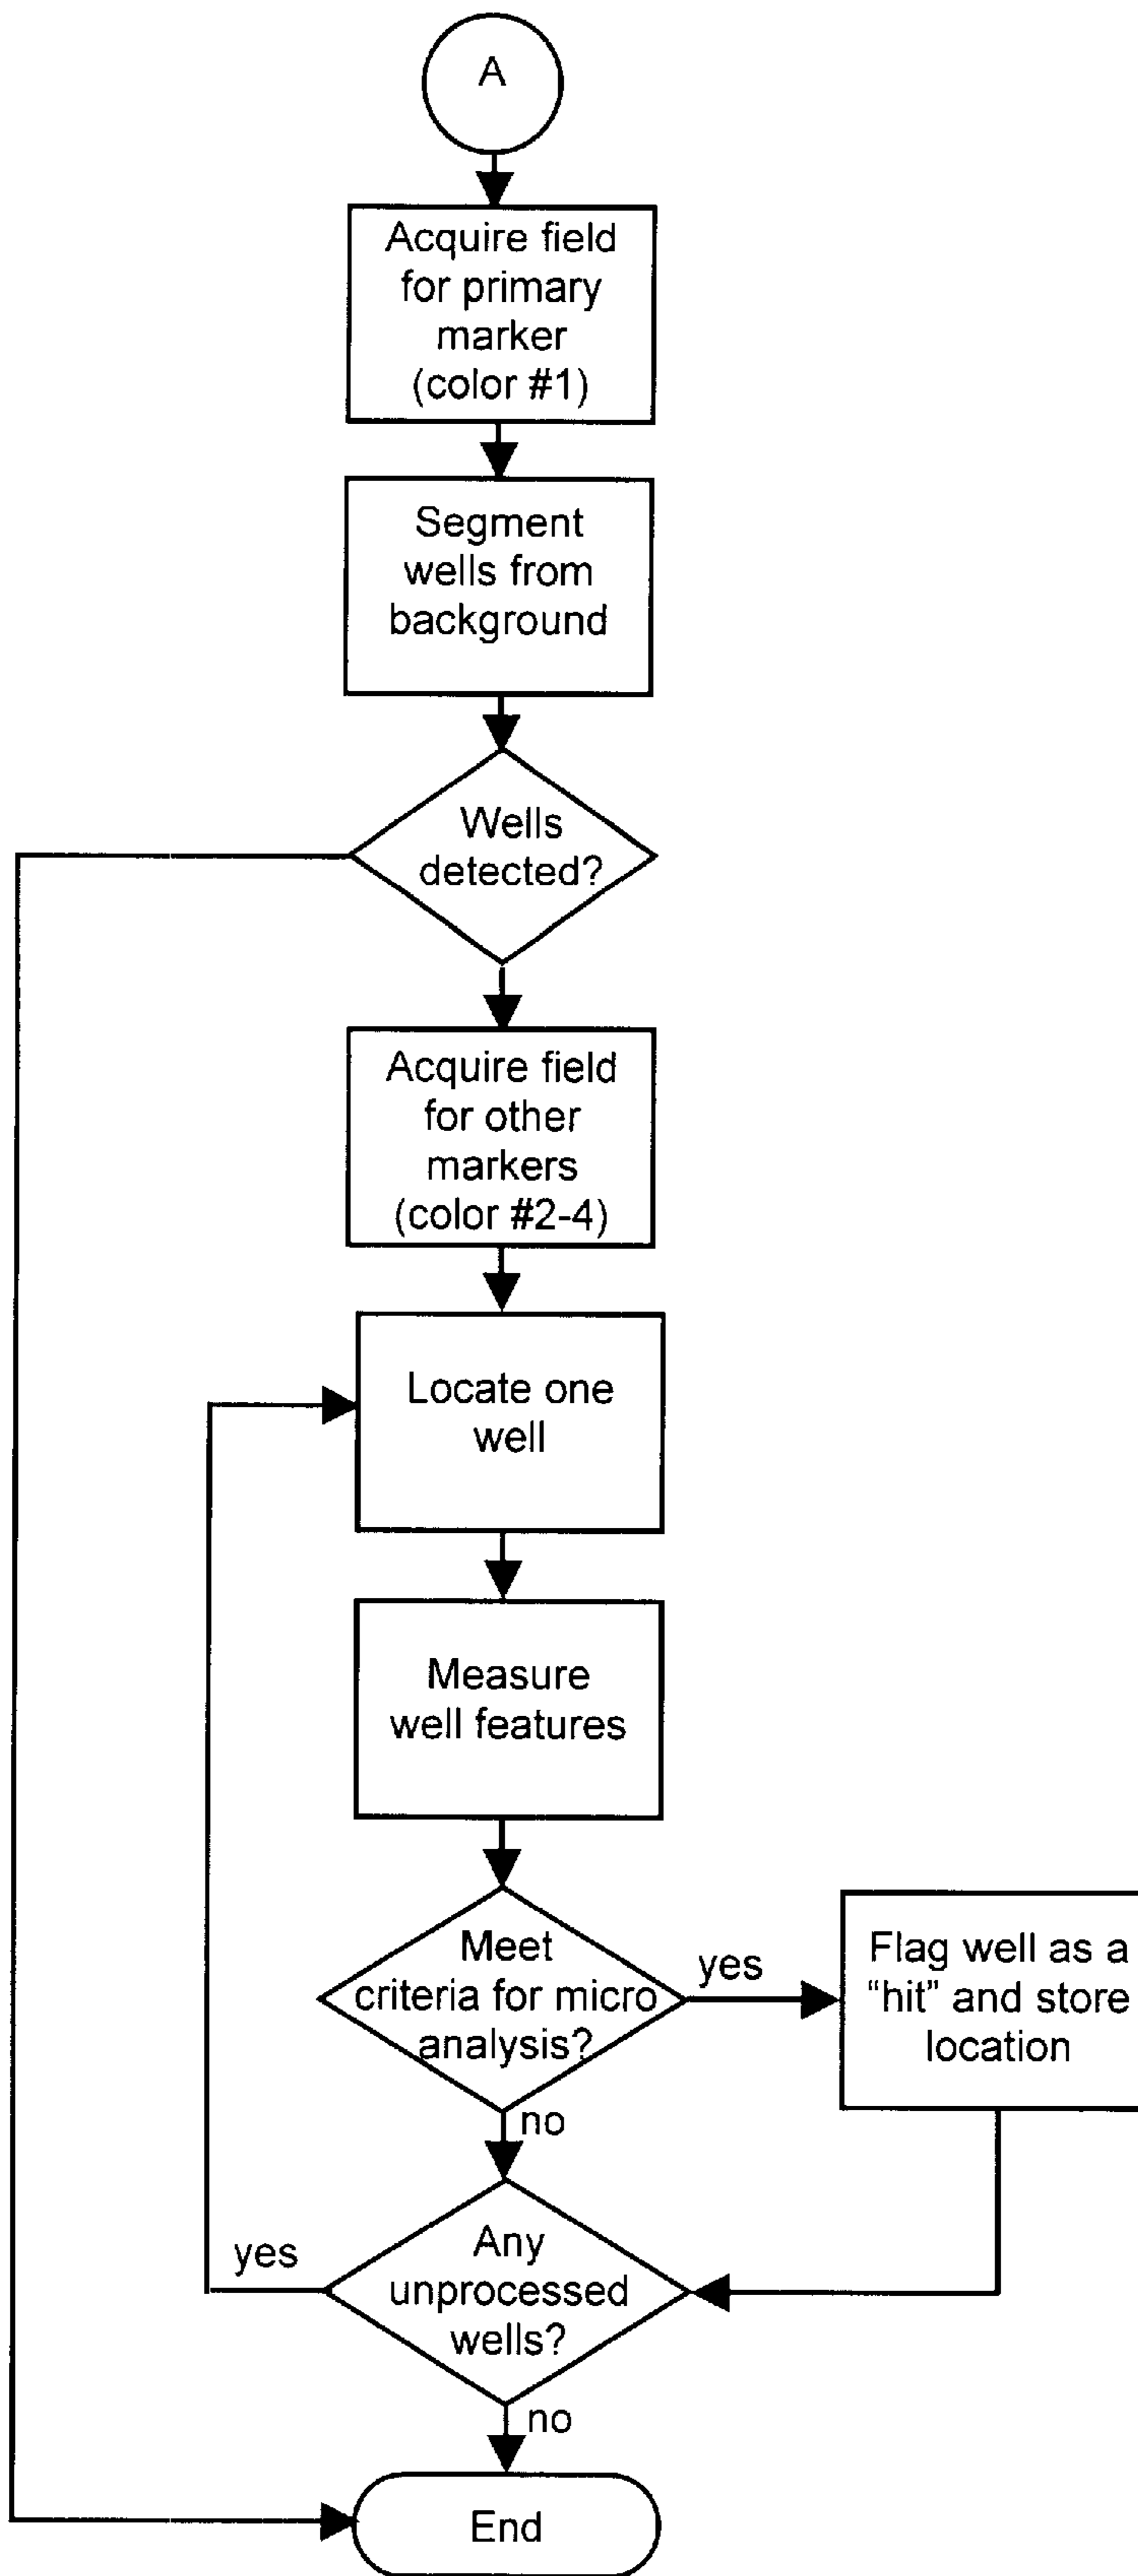 A
Acquire field
for primary
marker
(color #1)
Segment
wells from
background
Wells
detected?
Acquire field
for other
markers
(color #2-4)
Locate one
well
Measure
well features
Meet
criteria for micro
analysis?
yes
Flag well as a
“hit” and store
location
no
Any
unprocessed
wells?
yes
no
End